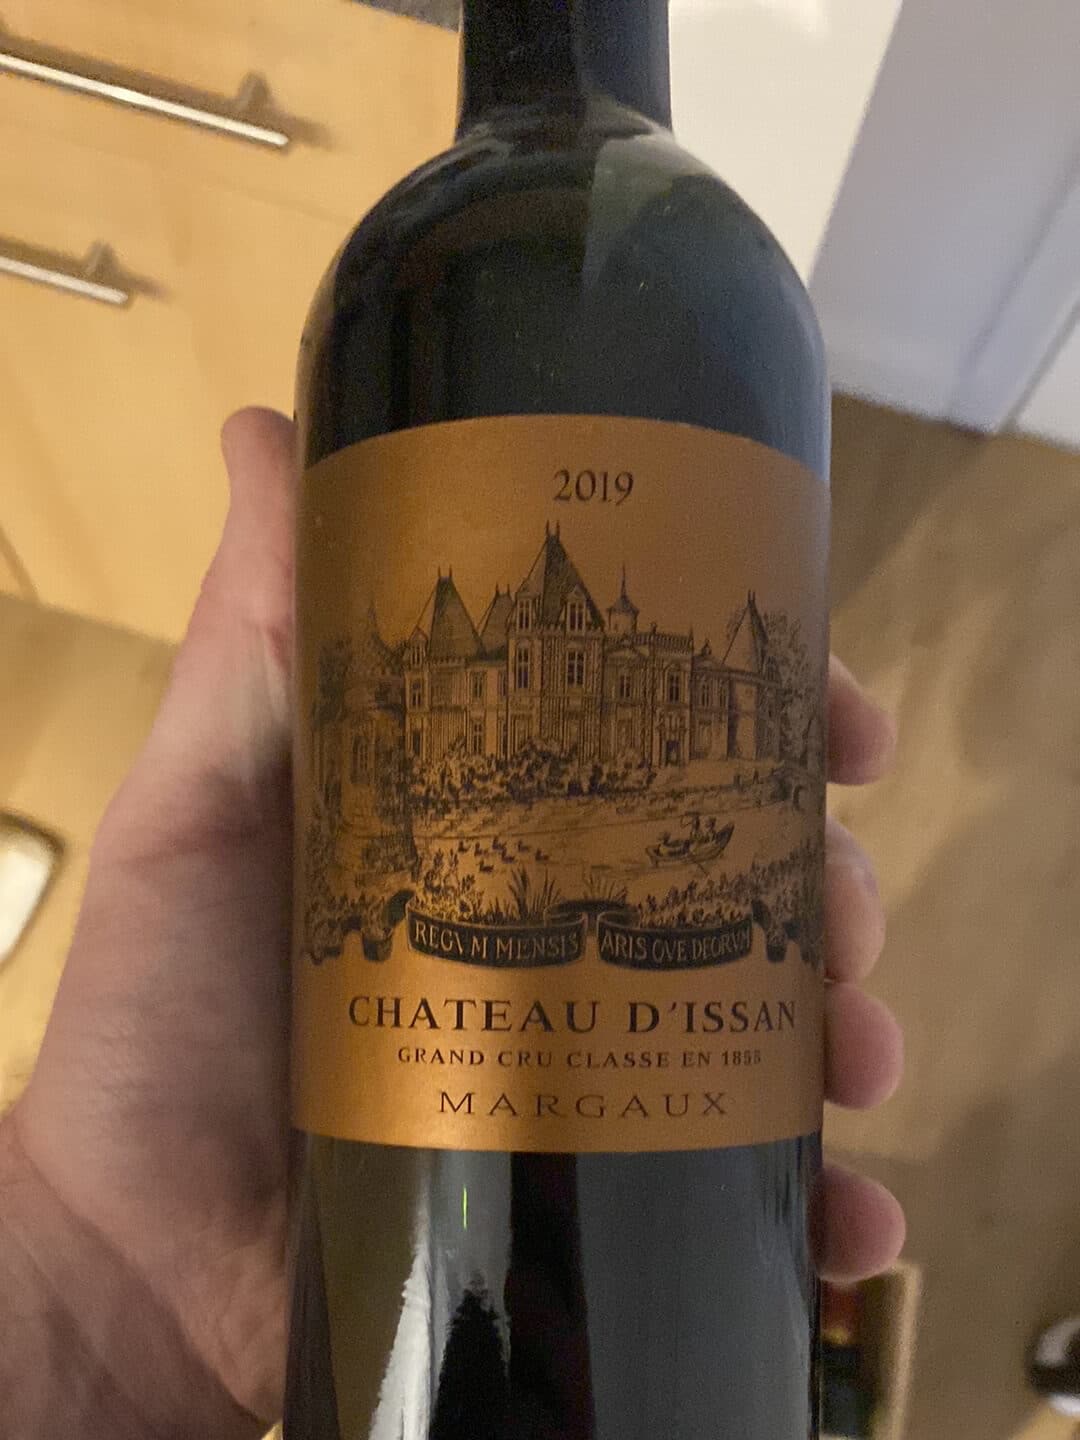 2019
REGVM MENSIS ARIS QVE DEORVM
CHATEAU D'ISSAN
GRAND CRU CLASSE EN 1855
MARGAUX